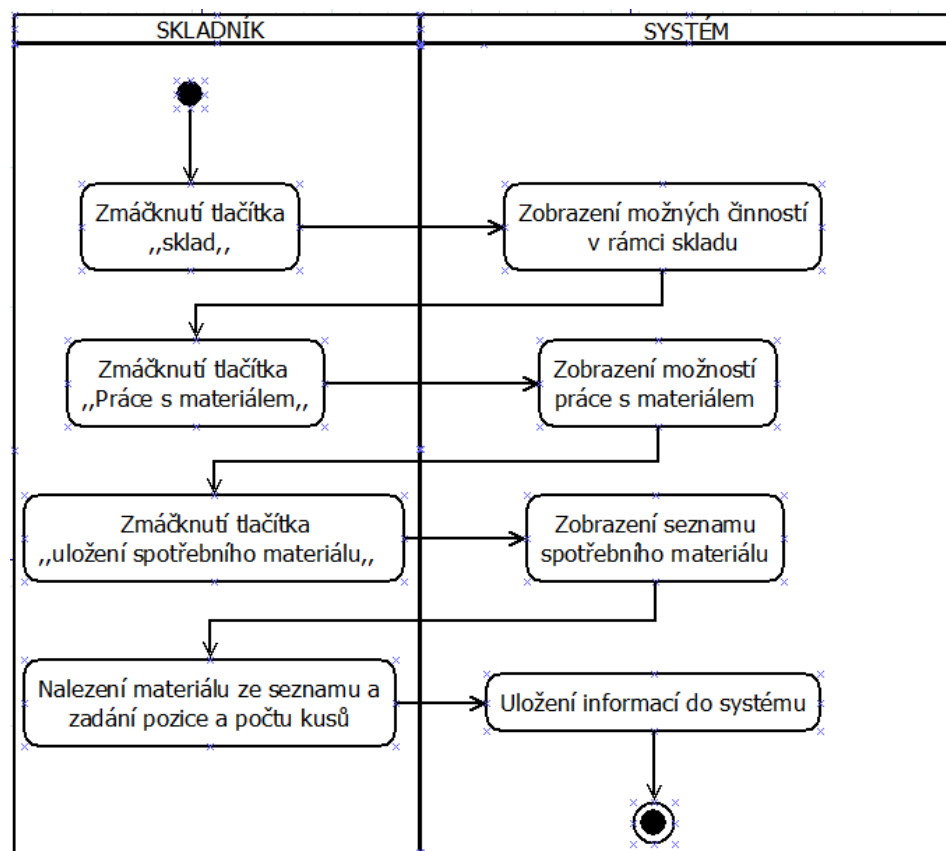 SKLADNÍK
SYSTÉM
Zmáčknutí tlačítka
,,sklad,,
Zobrazení možných činností
v rámci skladu
Zmáčknutí tlačítka
,,Práce s materiálem,,
Zobrazení možností
práce s materiálem
Zmáčknutí tlačítka
,,uložení spotřebního materiálu,,
Zobrazení seznamu
spotřebního materiálu
Nalezení materiálu ze seznamu a
zadání pozice a počtu kusů
Uložení informací do systému